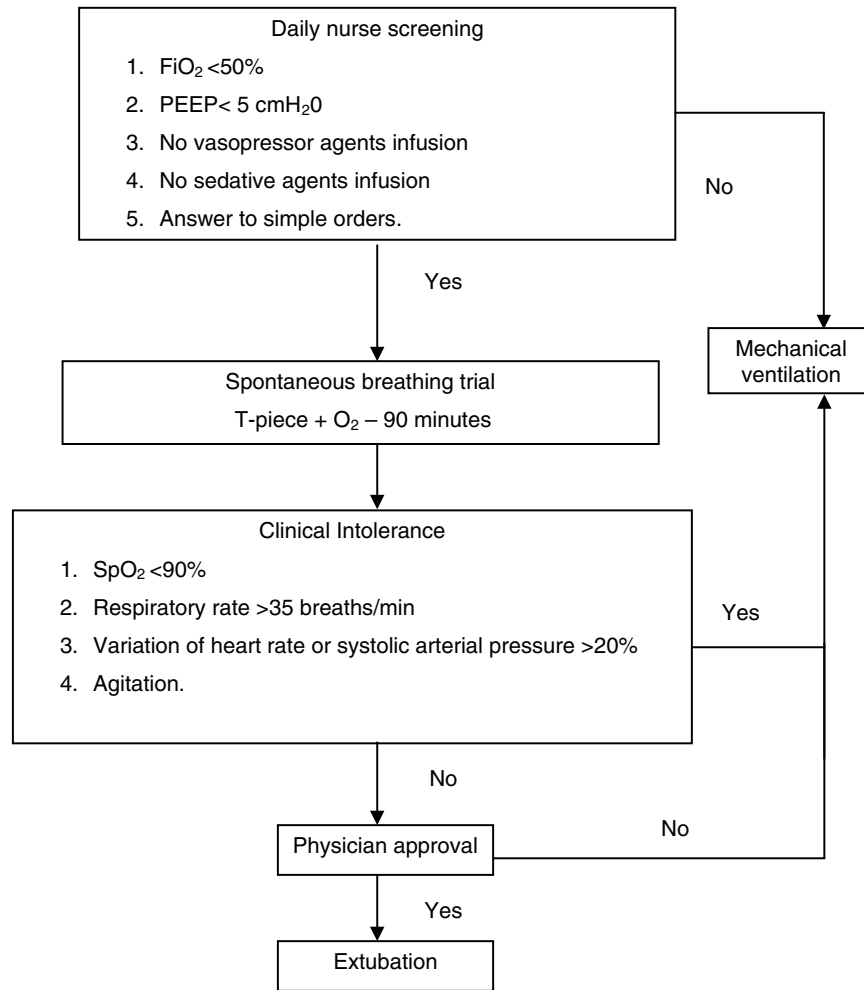 Daily nurse screening
1. FiO₂ <50%
2. PEEP< 5 cmH₂0
3. No vasopressor agents infusion
4. No sedative agents infusion
5. Answer to simple orders.
No
Yes
Mechanical
ventilation
Spontaneous breathing trial
T-piece + O₂ – 90 minutes
Clinical Intolerance
1. SpO₂ <90%
2. Respiratory rate >35 breaths/min
3. Variation of heart rate or systolic arterial pressure >20%
4. Agitation.
Yes
No
Physician approval
No
Yes
Extubation